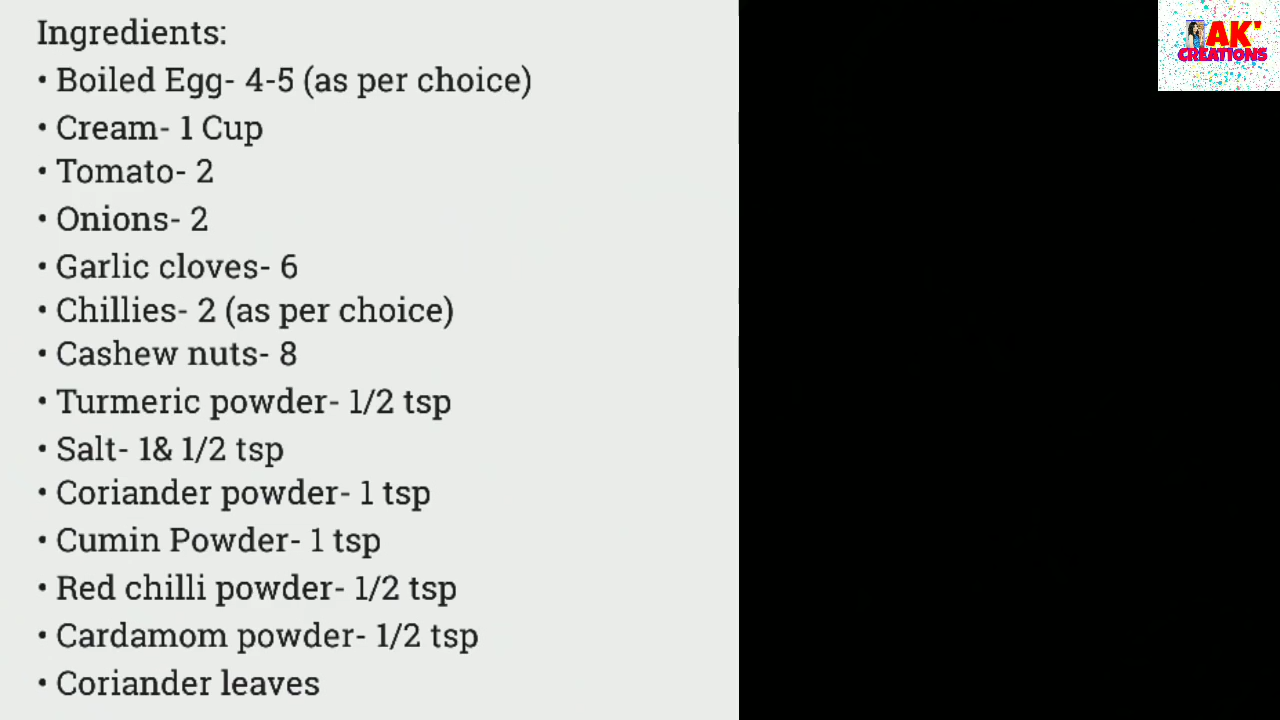 Ingredients:
• Boiled Egg- 4-5 (as per choice)
• Cream- 1 Cup
• Tomato- 2
• Onions- 2
• Garlic cloves- 6
• Chillies- 2 (as per choice)
• Cashew nuts- 8
• Turmeric powder- 1/2 tsp
• Salt- 1& 1/2 tsp
• Coriander powder- 1 tsp
• Cumin Powder- 1 tsp
• Red chilli powder- 1/2 tsp
• Cardamom powder- 1/2 tsp
• Coriander leaves
AK'
CREATIONS